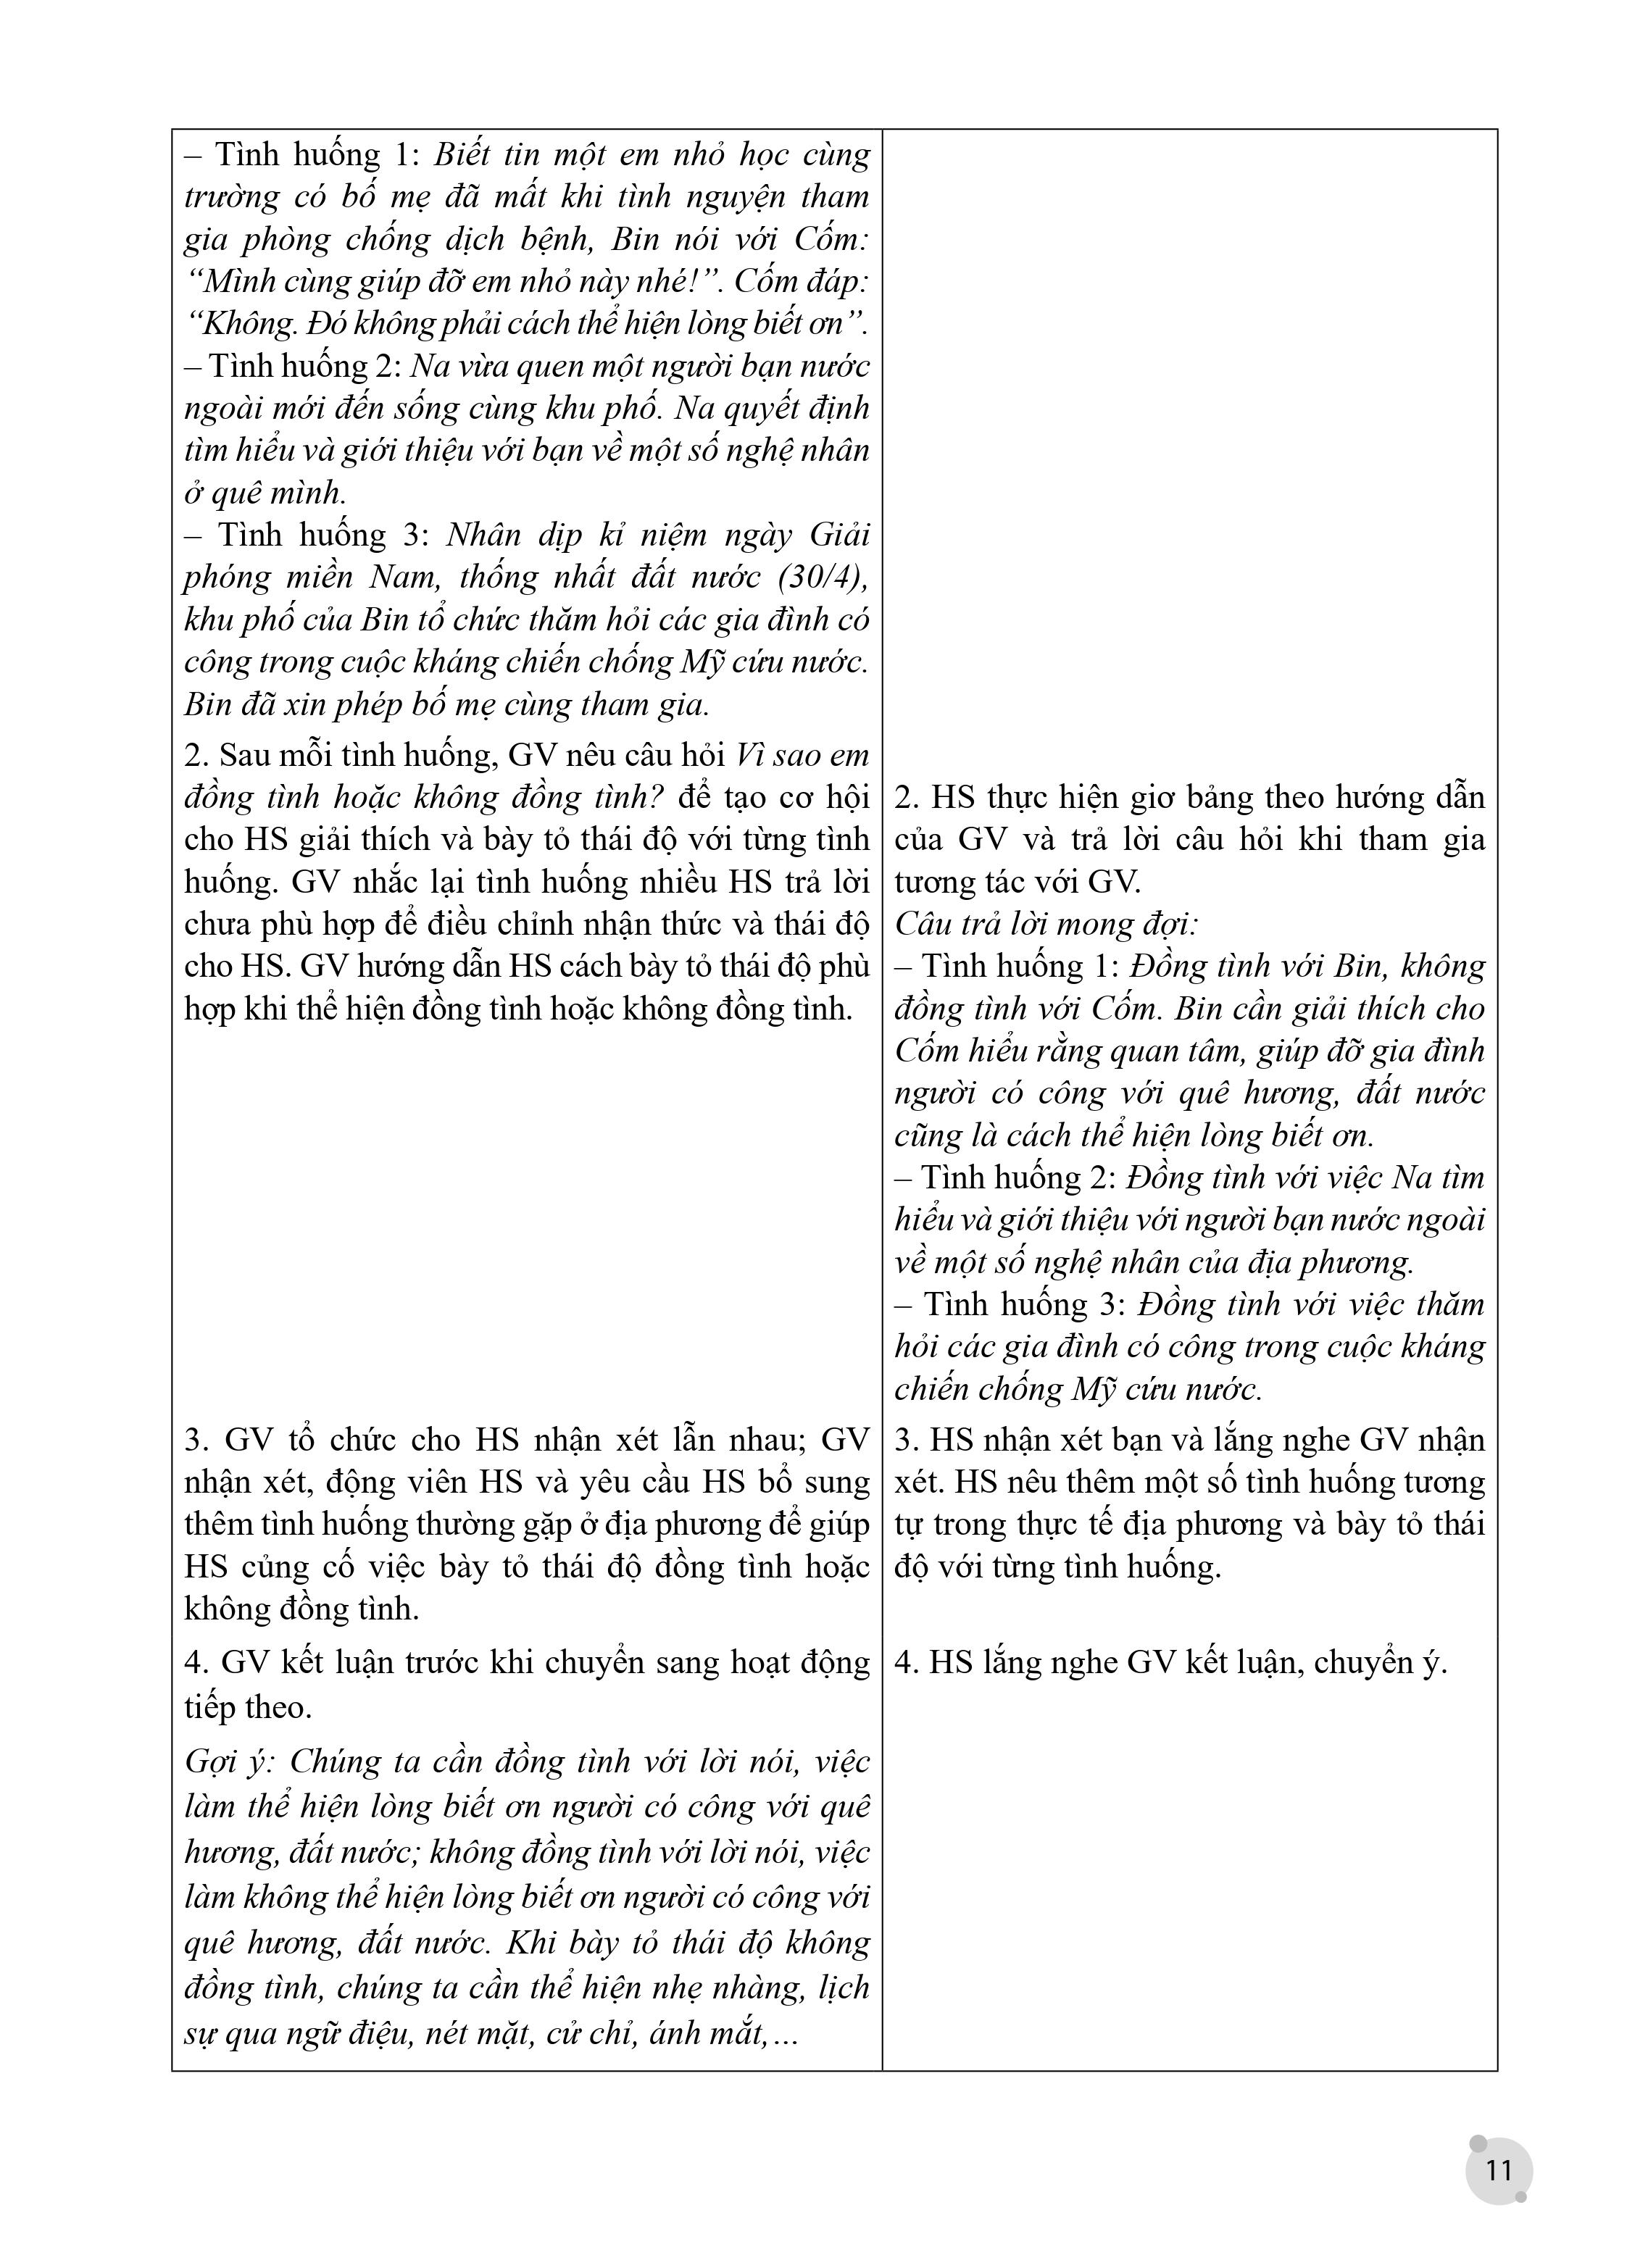 – Tình huống 1: Biết tin một em nhỏ học cùng
trường có bố mẹ đã mất khi tình nguyện tham
gia phòng chống dịch bệnh, Bin nói với Cốm:
“Mình cùng giúp đỡ em nhỏ này nhé!”. Cốm đáp:
“Không. Đó không phải cách thể hiện lòng biết ơn”.
– Tình huống 2: Na vừa quen một người bạn nước
ngoài mới đến sống cùng khu phố. Na quyết định
tìm hiểu và giới thiệu với bạn về một số nghệ nhân
ở quê mình.
– Tình huống 3: Nhân dịp kỉ niệm ngày Giải
phóng miền Nam, thống nhất đất nước (30/4),
khu phố của Bin tổ chức thăm hỏi các gia đình có
công trong cuộc kháng chiến chống Mỹ cứu nước.
Bin đã xin phép bố mẹ cùng tham gia.
2. Sau mỗi tình huống, GV nêu câu hỏi Vì sao em
đồng tình hoặc không đồng tình? để tạo cơ hội
cho HS giải thích và bày tỏ thái độ với từng tình
huống. GV nhắc lại tình huống nhiều HS trả lời
chưa phù hợp để điều chỉnh nhận thức và thái độ
cho HS. GV hướng dẫn HS cách bày tỏ thái độ phù
hợp khi thể hiện đồng tình hoặc không đồng tình.
2. HS thực hiện giơ bảng theo hướng dẫn
của GV và trả lời câu hỏi khi tham gia
tương tác với GV.
Câu trả lời mong đợi:
– Tình huống 1: Đồng tình với Bin, không
đồng tình với Cốm. Bin cần giải thích cho
Cốm hiểu rằng quan tâm, giúp đỡ gia đình
người có công với quê hương, đất nước
cũng là cách thể hiện lòng biết ơn.
– Tình huống 2: Đồng tình với việc Na tìm
hiểu và giới thiệu với người bạn nước ngoài
về một số nghệ nhân của địa phương.
– Tình huống 3: Đồng tình với việc thăm
hỏi các gia đình có công trong cuộc kháng
chiến chống Mỹ cứu nước.
3. GV tổ chức cho HS nhận xét lẫn nhau; GV
nhận xét, động viên HS và yêu cầu HS bổ sung
thêm tình huống thường gặp ở địa phương để giúp
HS củng cố việc bày tỏ thái độ đồng tình hoặc
không đồng tình.
3. HS nhận xét bạn và lắng nghe GV nhận
xét. HS nêu thêm một số tình huống tương
tự trong thực tế địa phương và bày tỏ thái
độ với từng tình huống.
4. GV kết luận trước khi chuyển sang hoạt động
tiếp theo.
4. HS lắng nghe GV kết luận, chuyển ý.
Gợi ý: Chúng ta cần đồng tình với lời nói, việc
làm thể hiện lòng biết ơn người có công với quê
hương, đất nước; không đồng tình với lời nói, việc
làm không thể hiện lòng biết ơn người có công với
quê hương, đất nước. Khi bày tỏ thái độ không
đồng tình, chúng ta cần thể hiện nhẹ nhàng, lịch
sự qua ngữ điệu, nét mặt, cử chỉ, ánh mắt,…
11